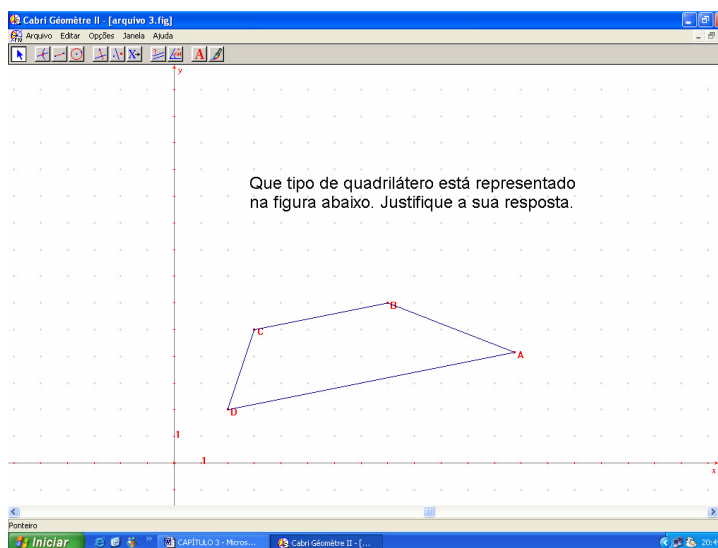 Cabri Géomètre II - [arquivo 3.fig]
Arquivo Editar Opções Janela Ajuda
A
y
Que tipo de quadrilátero está representado
na figura abaixo. Justifique a sua resposta.
B
C
A
D
1
1
x
Ponteiro
Iniciar
CAPÍTULO 3 - Micros...
Cabri Géomètre II - [...